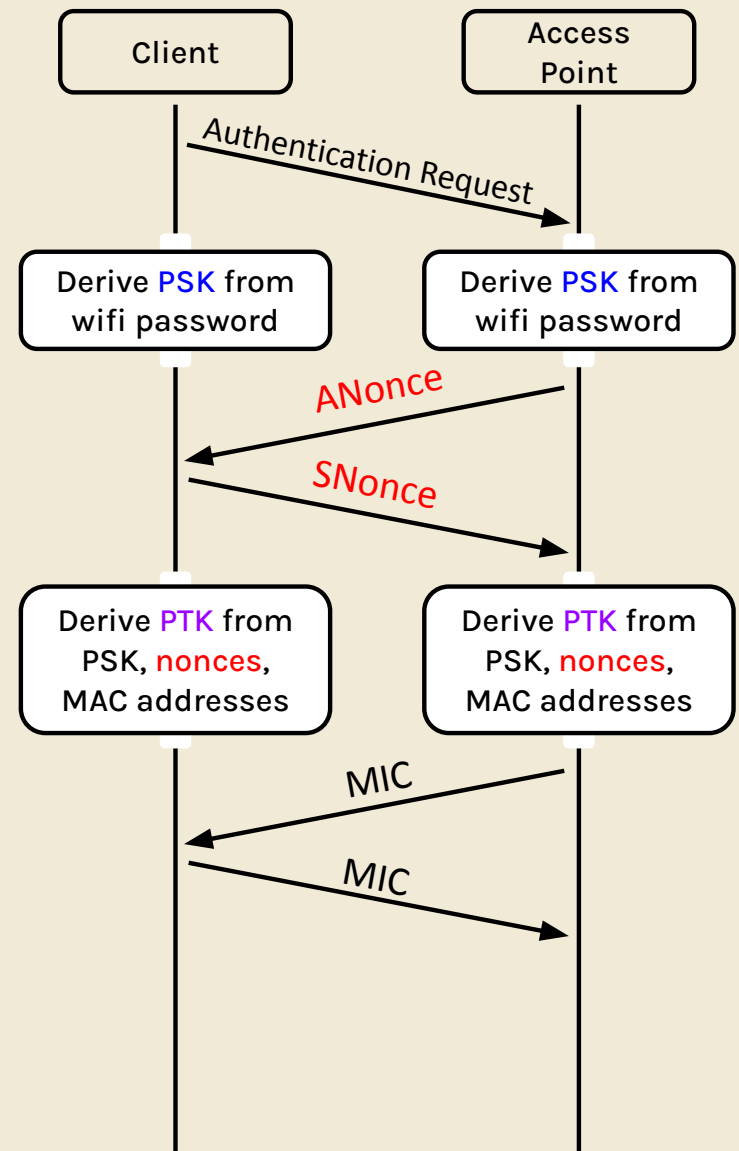 Client
Access
Point
Authentication Request
Derive PSK from
wifi password
Derive PSK from
wifi password
ANonce
SNonce
Derive PTK from
PSK, nonces,
MAC addresses
Derive PTK from
PSK, nonces,
MAC addresses
MIC
MIC